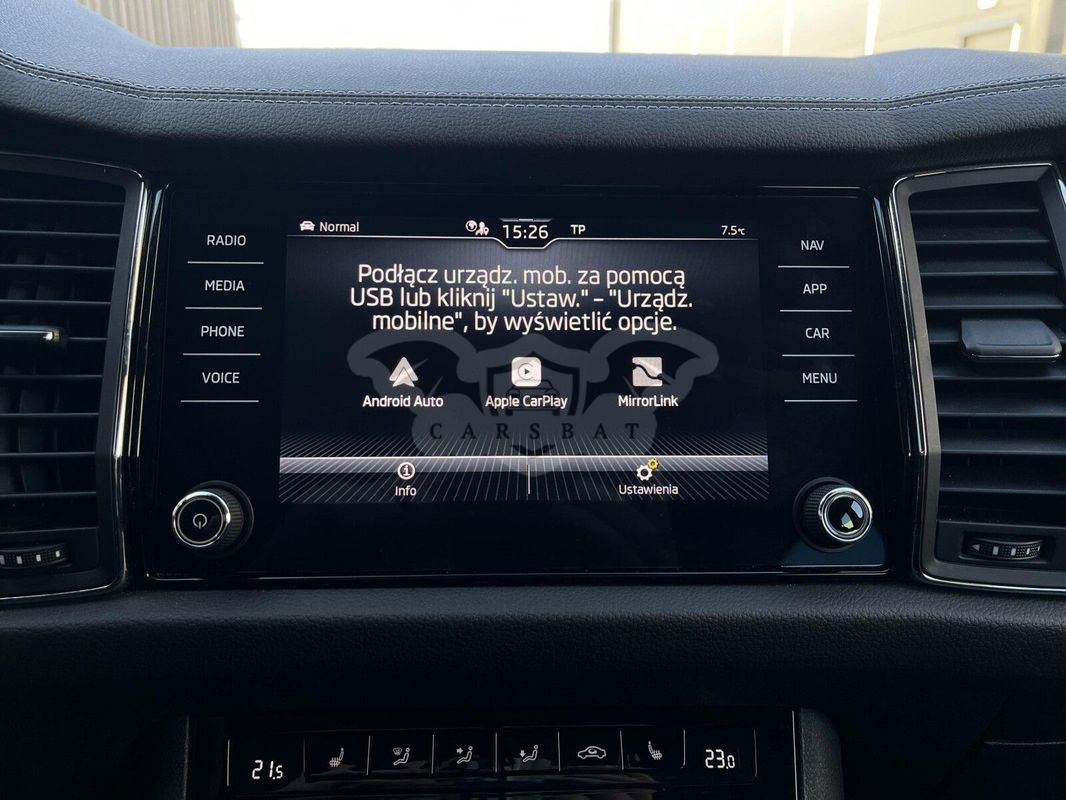 Normal
15:26
TP
7.5°C
RADIO
MEDIA
PHONE
VOICE
Podłącz urządz. mob. za pomocą
USB lub kliknij "Ustaw." - "Urządz.
mobilne", by wyświetlić opcje.
Android Auto
Apple CarPlay
MirrorLink
CARSBAT
Info
Ustawienia
NAV
APP
CAR
MENU
21.5
23.0